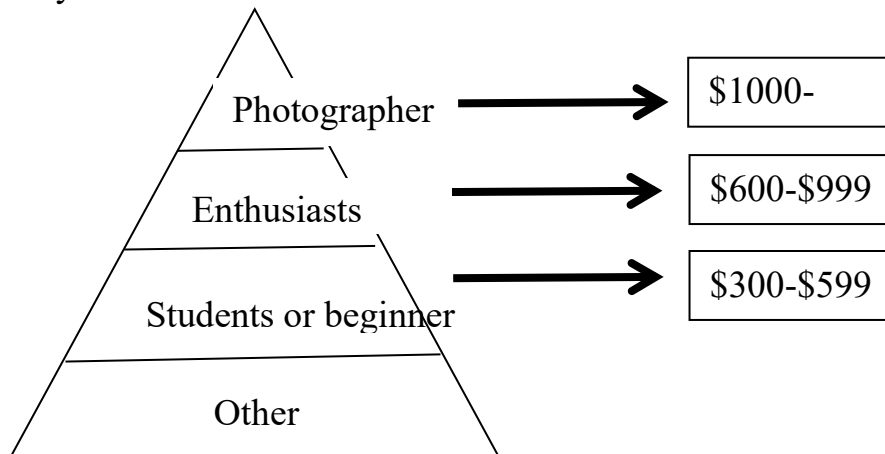 Photographer
$1000-
Enthusiasts
$600-$999
Students or beginner
$300-$599
Other